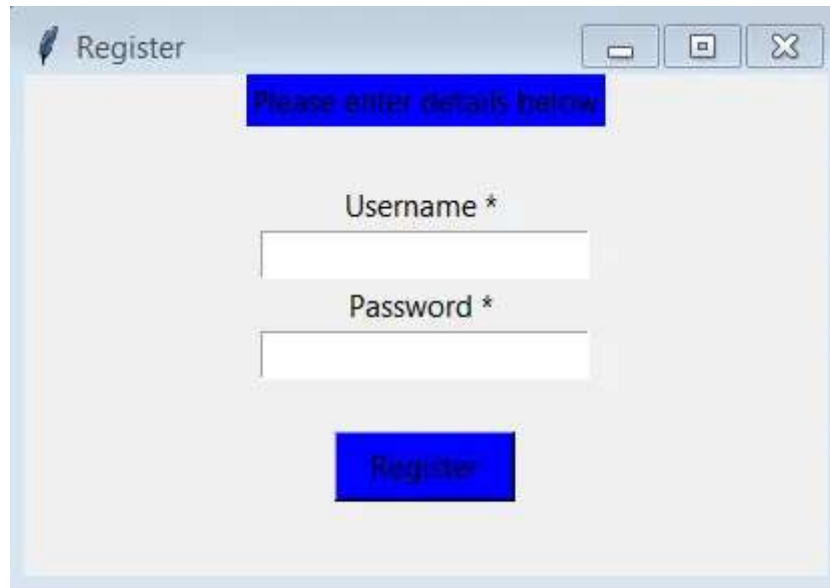 Register
Please enter details below
Username *
Password *
Register